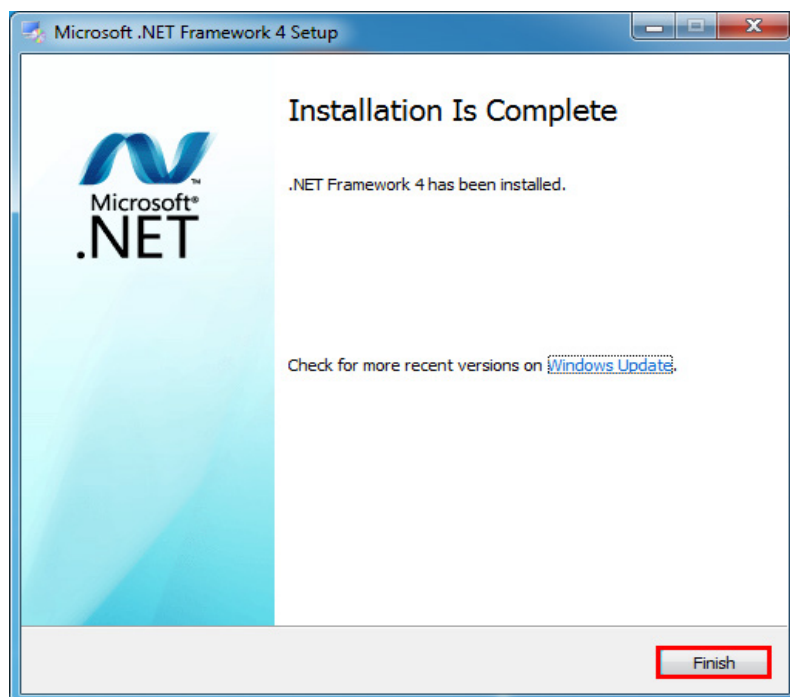 Microsoft .NET Framework 4 Setup
Installation Is Complete
.NET Framework 4 has been installed.
Microsoft®
.NET
™
Check for more recent versions on Windows Update.
Finish